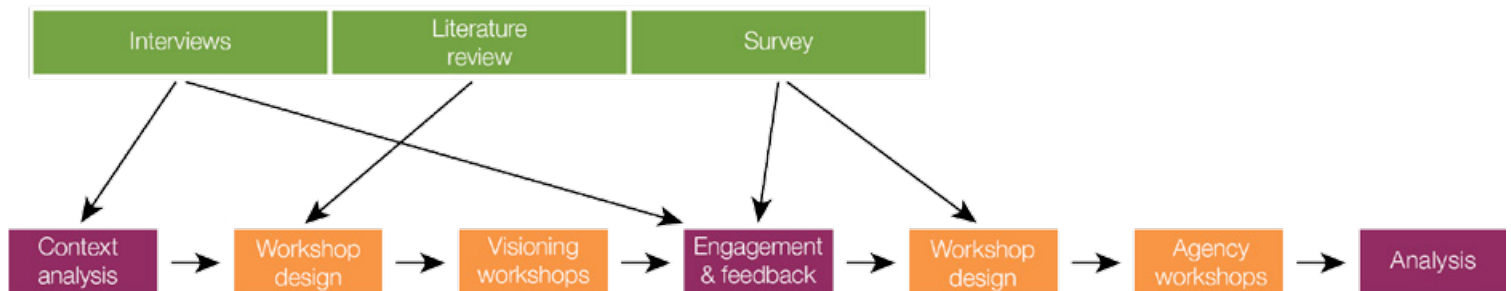 Interviews
Literature
review
Survey
Context
analysis
Workshop
design
Visioning
workshops
Engagement
& feedback
Workshop
design
Agency
workshops
Analysis